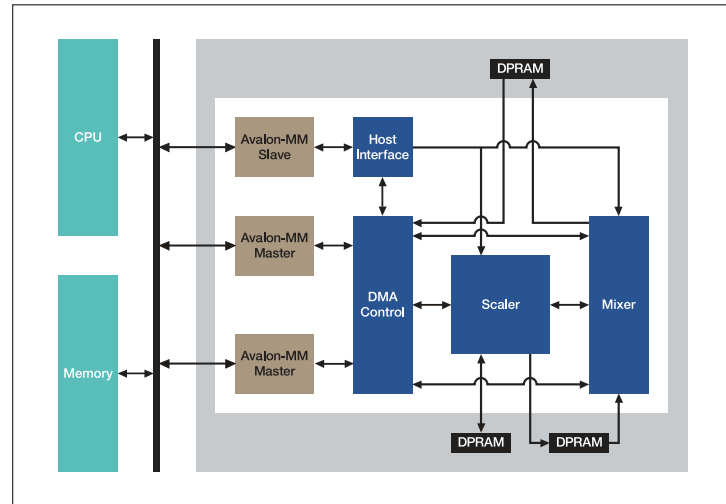 DPRAM
CPU
Avalon-MM
Slave
Host
Interface
Avalon-MM
Master
DMA
Control
Scaler
Mixer
Memory
Avalon-MM
Master
DPRAM
DPRAM